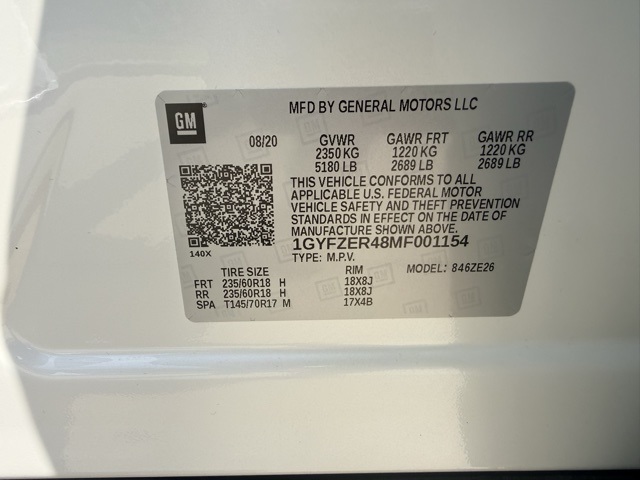 MFD BY GENERAL MOTORS LLC
GM
08/20 GVWR GAWR FRT GAWR RR
2350 KG 1220 KG 1220 KG
5180 LB 2689 LB 2689 LB
THIS VEHICLE CONFORMS TO ALL
APPLICABLE U.S. FEDERAL MOTOR
VEHICLE SAFETY AND THEFT PREVENTION
STANDARDS IN EFFECT ON THE DATE OF
MANUFACTURE SHOWN ABOVE.
1GYFZER48MF001154
140X
TYPE: M.P.V. MODEL: 846ZE26
TIRE SIZE RIM
FRT 235/60R18 H 18X8J
RR 235/60R18 H 18X8J
SPA T145/70R17 M 17X4B